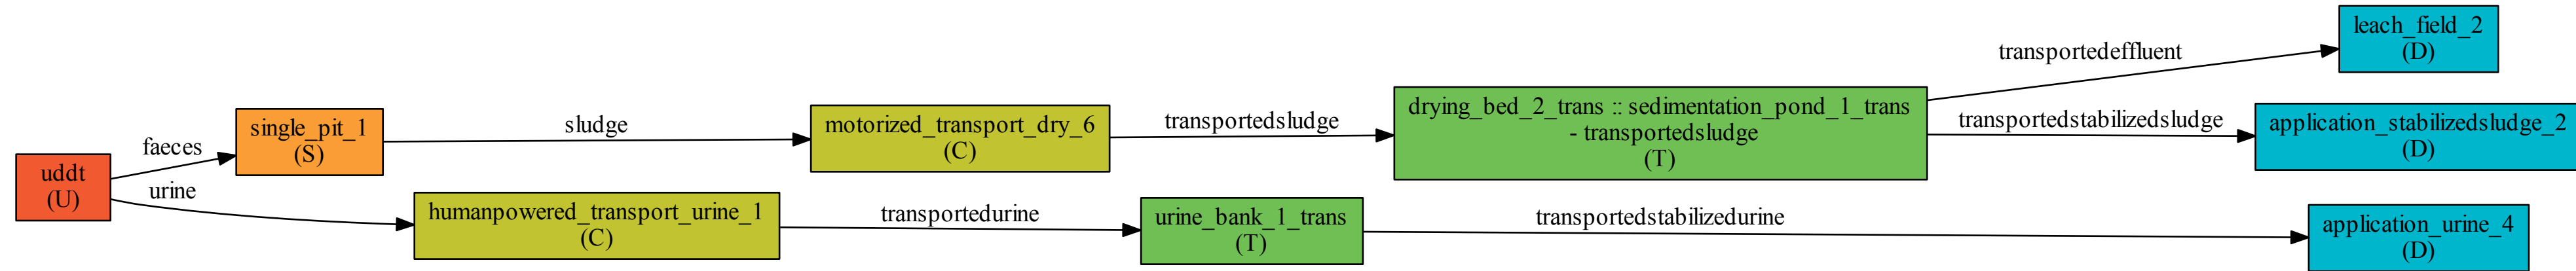 uddt
(U)
faeces
urine
single_pit_1
(S)
sludge
humanpowered_transport_urine_1
(C)
motorized_transport_dry_6
(C)
transportedurine
transportedsludge
urine_bank_1_trans
(T)
drying_bed_2_trans :: sedimentation_pond_1_trans
- transportedsludge
(T)
transportedstabilizedurine
transportedeffluent
transportedstabilizedsludge
leach_field_2
(D)
application_stabilizedsludge_2
(D)
application_urine_4
(D)